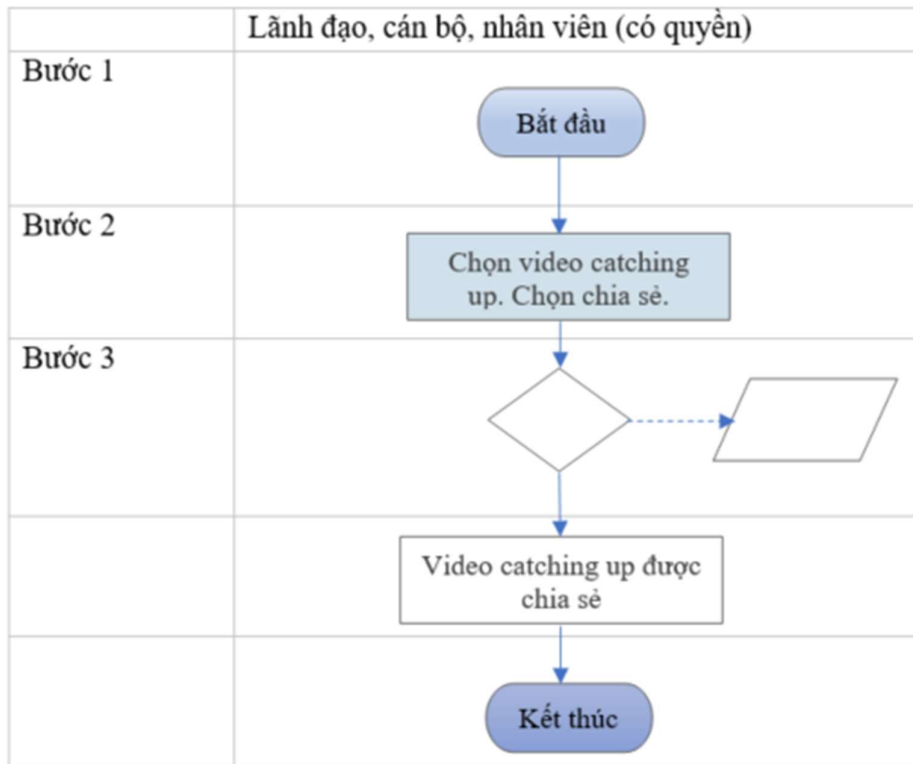 Lãnh đạo, cán bộ, nhân viên (có quyền)
Bước 1
Bắt đầu
Bước 2
Chọn video catching
up. Chọn chia sẻ.
Bước 3
Video catching up được
chia sẻ
Kết thúc